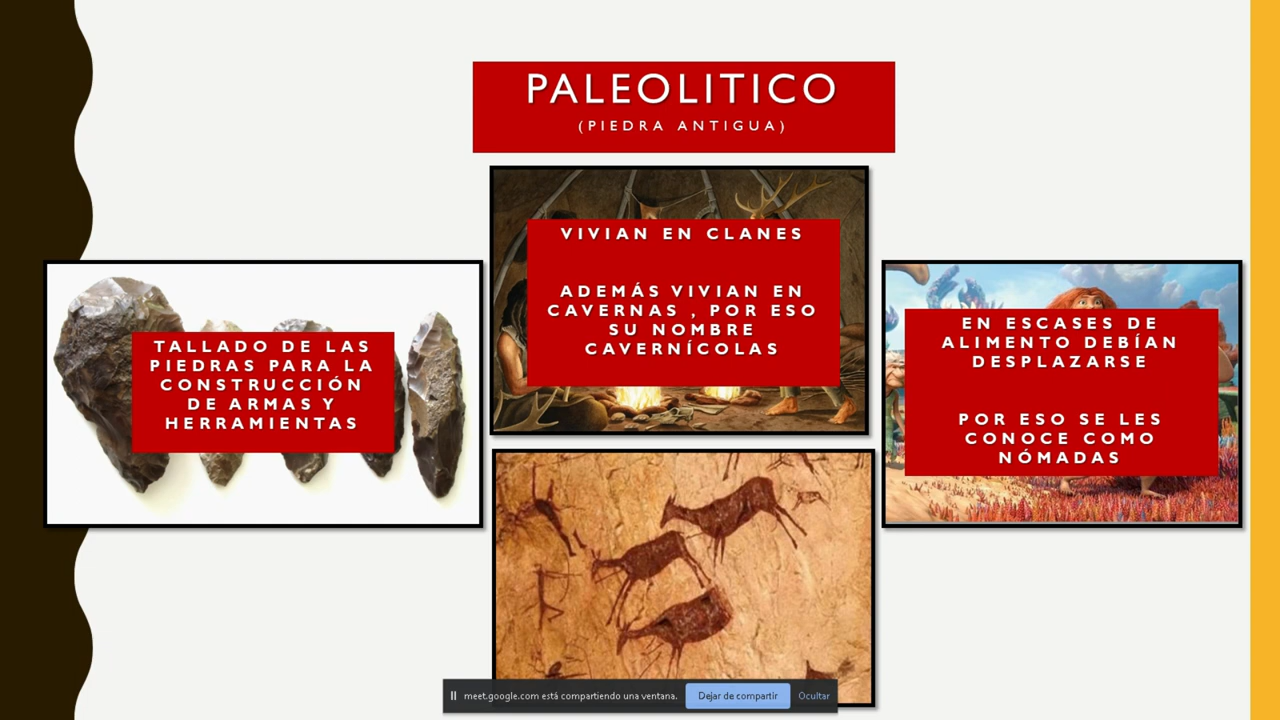 PALEOLITICO
(PIEDRA ANTIGUA)
VIVIAN EN CLANES
ADEMÁS VIVIAN EN
CAVERNAS , POR ESO
SU NOMBRE
CAVERNÍCOLAS
TALLADO DE LAS
PIEDRAS PARA LA
CONSTRUCCIÓN
DE ARMAS Y
HERRAMIENTAS
EN ESCASES DE
ALIMENTO DEBÍAN
DESPLAZARSE
POR ESO SE LES
CONOCE COMO
NÓMADAS
meet.google.com está compartiendo una ventana. Dejar de compartir Ocultar